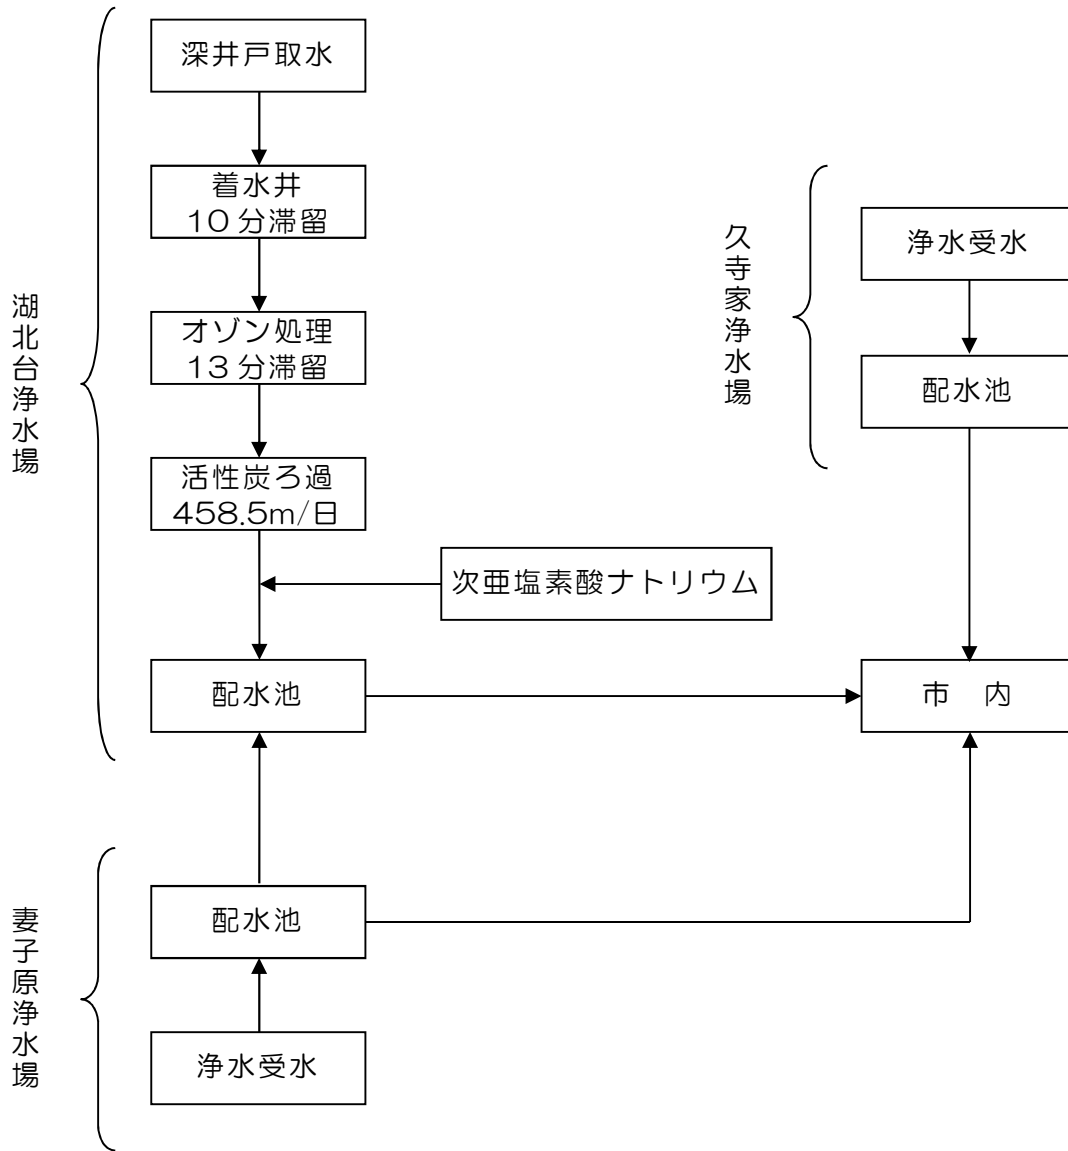 湖北台浄水場
深井戸取水
着水井
10分滞留
オゾン処理
13分滞留
活性炭ろ過
458.5m/日
次亜塩素酸ナトリウム
配水池
久寺家浄水場
浄水受水
配水池
市 内
妻子原浄水場
配水池
浄水受水